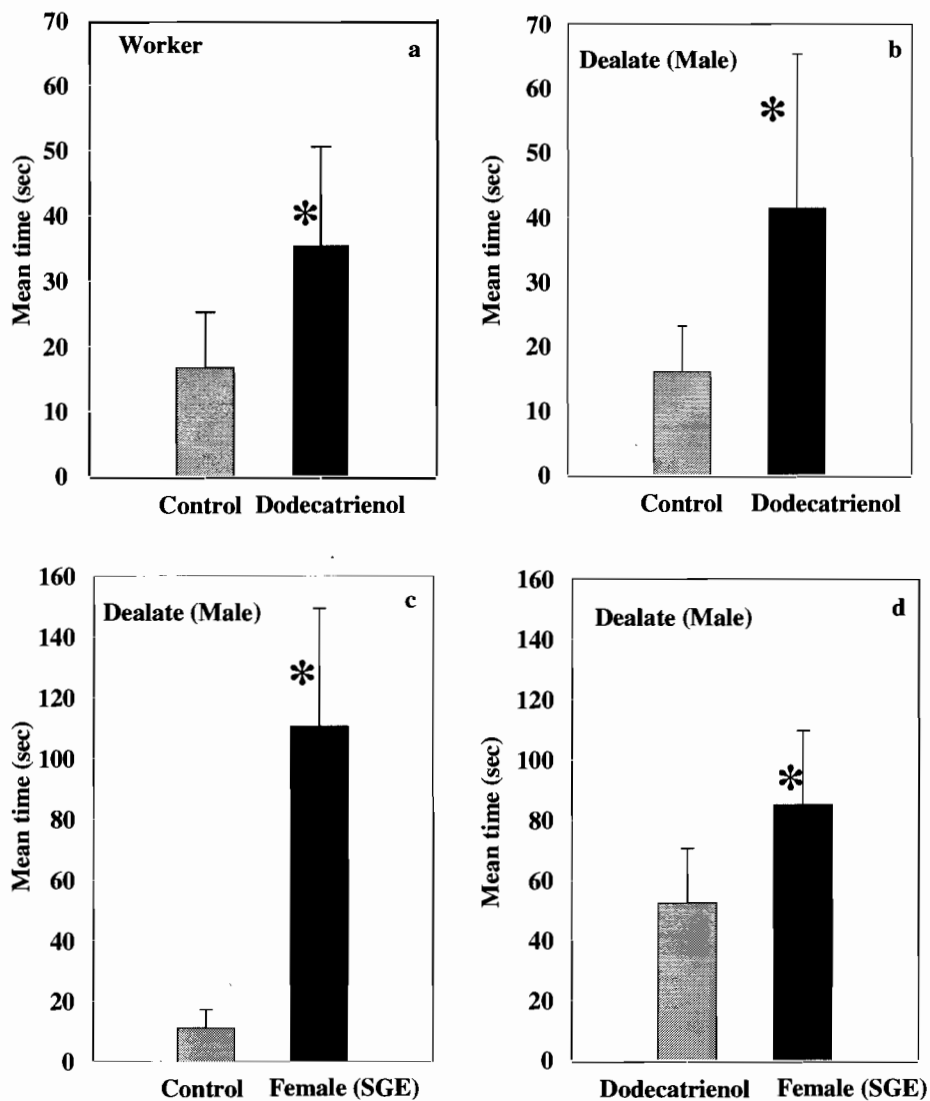 Worker
a
Mean time (sec)
70
60
50
40
30
20
10
0
*
Control Dodecatrienol
Dealate (Male)
b
Mean time (sec)
70
60
50
40
30
20
10
0
*
Control Dodecatrienol
Dealate (Male)
c
Mean time (sec)
160
140
120
100
80
60
40
20
0
*
Control Female (SGE)
Dealate (Male)
d
Mean time (sec)
160
140
120
100
80
60
40
20
0
*
Dodecatrienol Female (SGE)